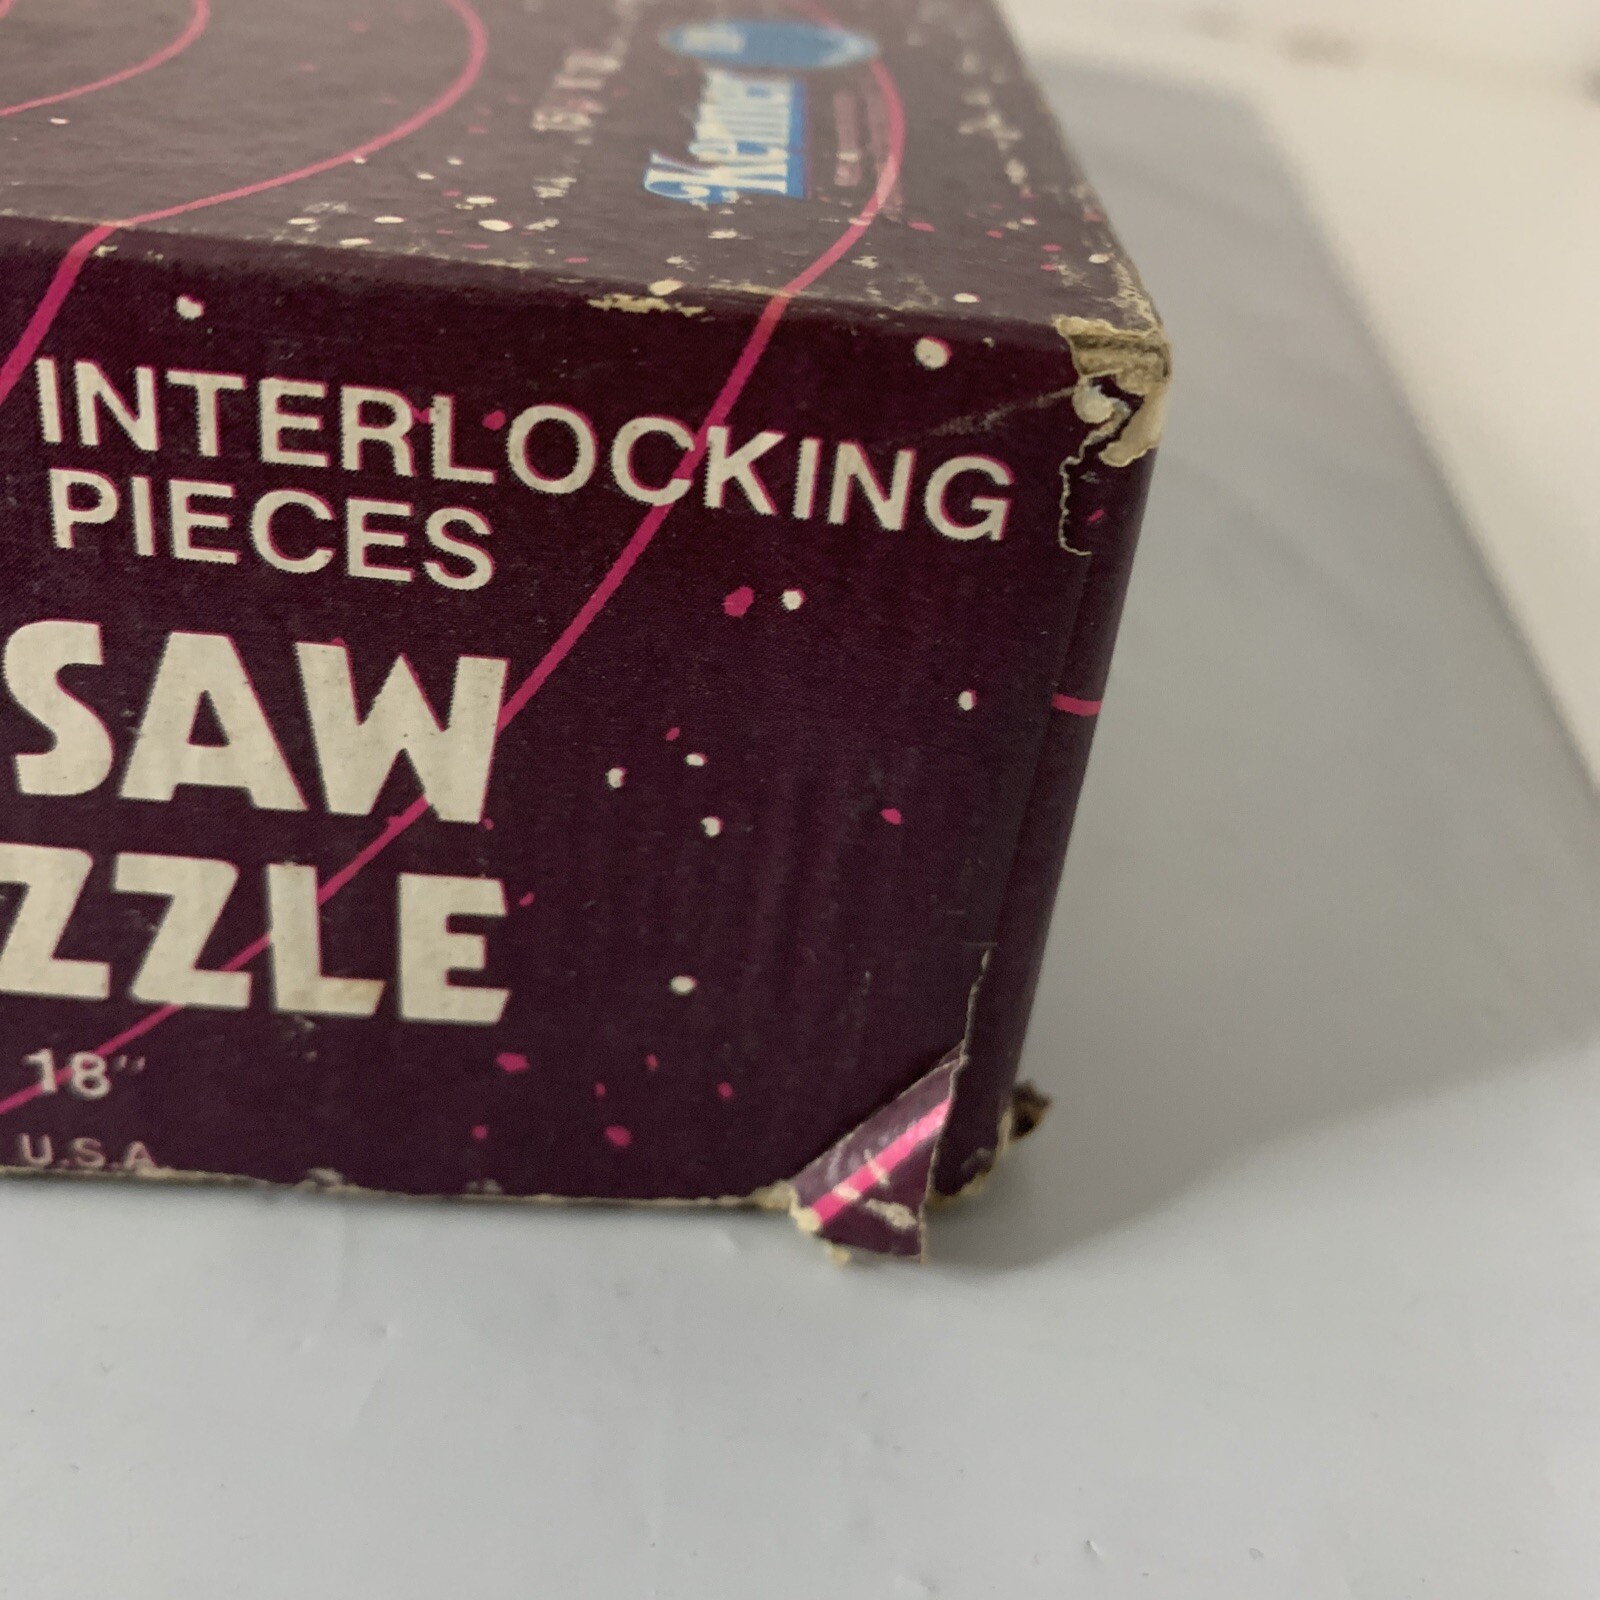 Kenner
INTERLOCKING
PIECES
SAW
ZZLE
18"
U.S.A.